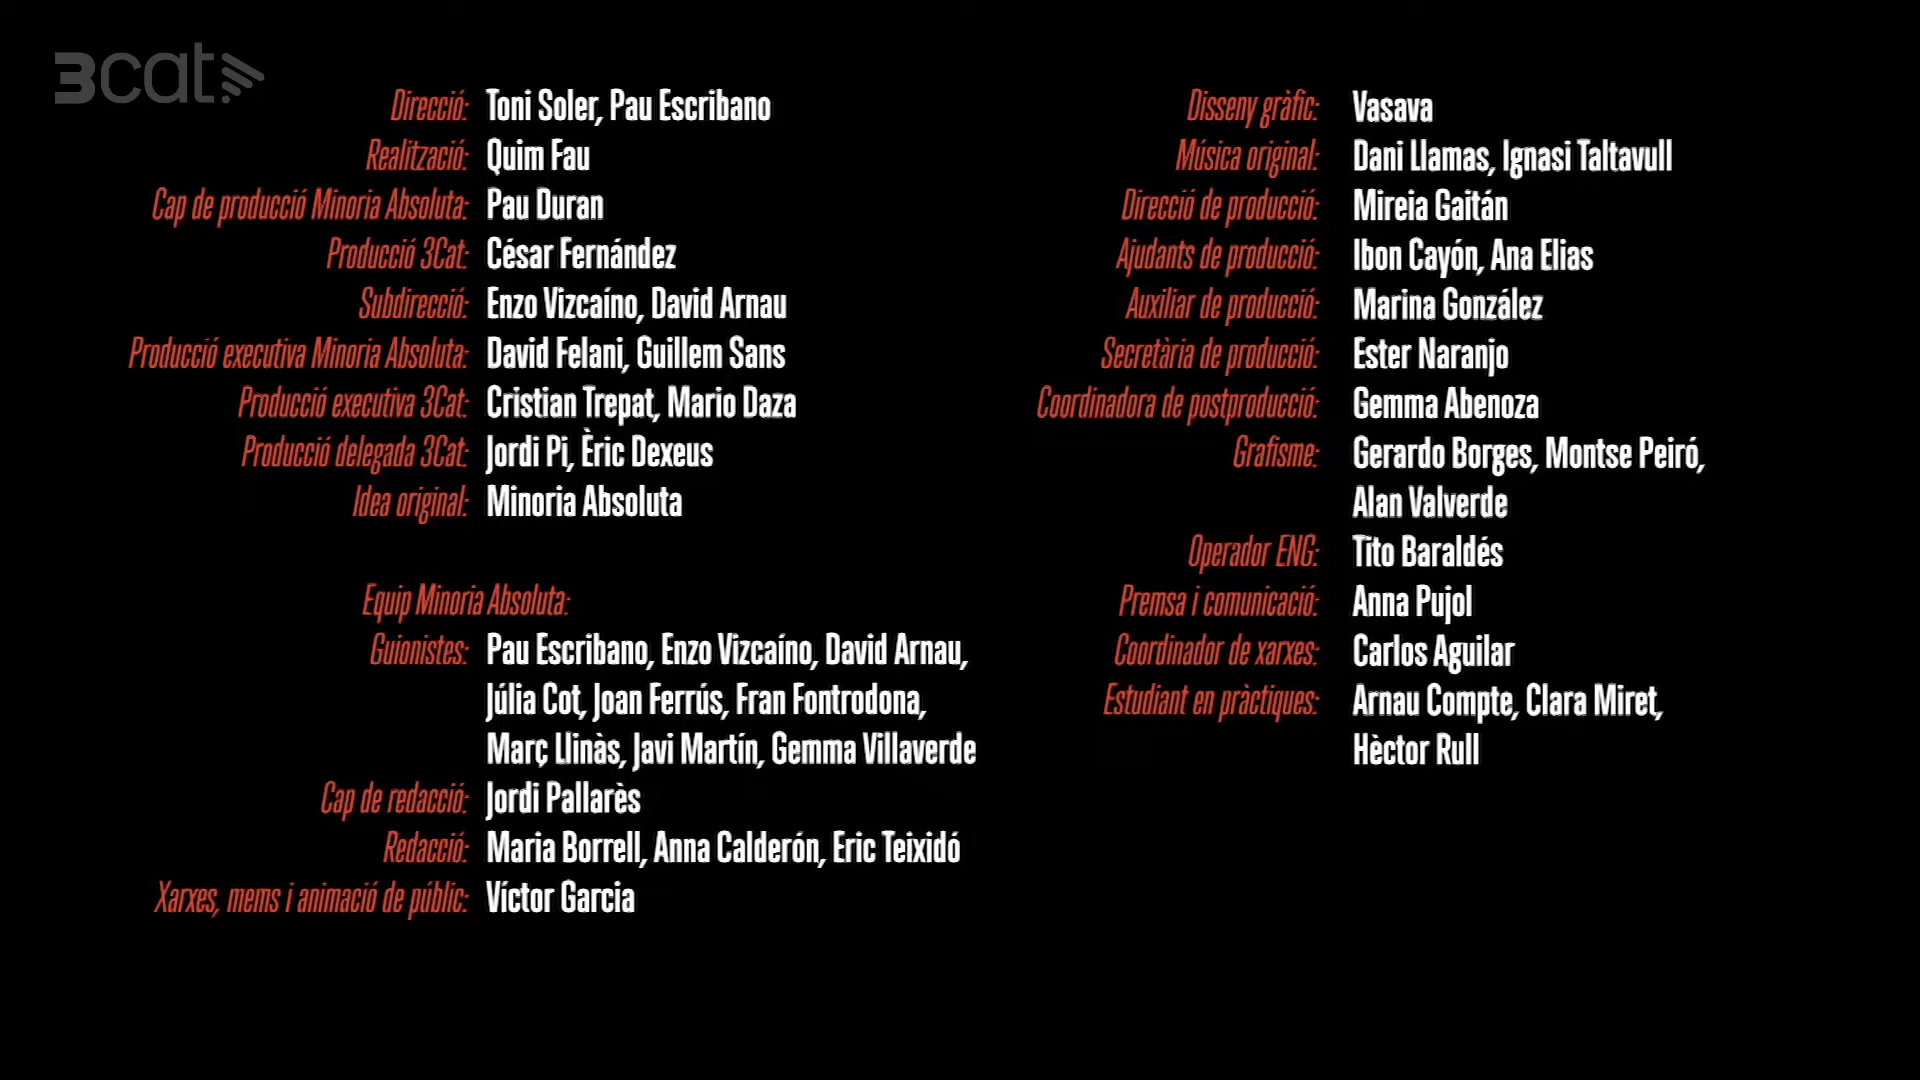 3cat
Direcció: Toni Soler, Pau Escribano
Realització: Quim Fau
Cap de producció Minoria Absoluta: Pau Duran
Producció 3Cat: César Fernández
Subdirecció: Enzo Vizcaíno, David Arnau
Producció executiva Minoria Absoluta: David Felani, Guillem Sans
Producció executiva 3Cat: Cristian Trepat, Mario Daza
Producció delegada 3Cat: Jordi Pi, Èric Dexeus
Idea original: Minoria Absoluta
Equip Minoria Absoluta:
Guionistes: Pau Escribano, Enzo Vizcaíno, David Arnau,
Júlia Cot, Joan Ferrús, Fran Fontrodona,
Març Llinàs, Javi Martín, Gemma Villaverde
Cap de redacció: Jordi Pallarès
Redacció: Maria Borrell, Anna Calderón, Eric Teixidó
Xarxes, mems i animació de públic: Víctor Garcia
Disseny gràfic: Vasava
Música original: Dani Llamas, Ignasi Taltavull
Direcció de producció: Mireia Gaitán
Ajudants de producció: Ibon Cayón, Ana Elias
Auxiliar de producció: Marina González
Secretària de producció: Ester Naranjo
Coordinadora de postproducció: Gemma Abenoza
Grafisme: Gerardo Borges, Montse Peiró,
Alan Valverde
Operador ENG: Tito Baraldés
Premsa i comunicació: Anna Pujol
Coordinador de xarxes: Carlos Aguilar
Estudiant en pràctiques: Arnau Compte, Clara Miret,
Hèctor Rull